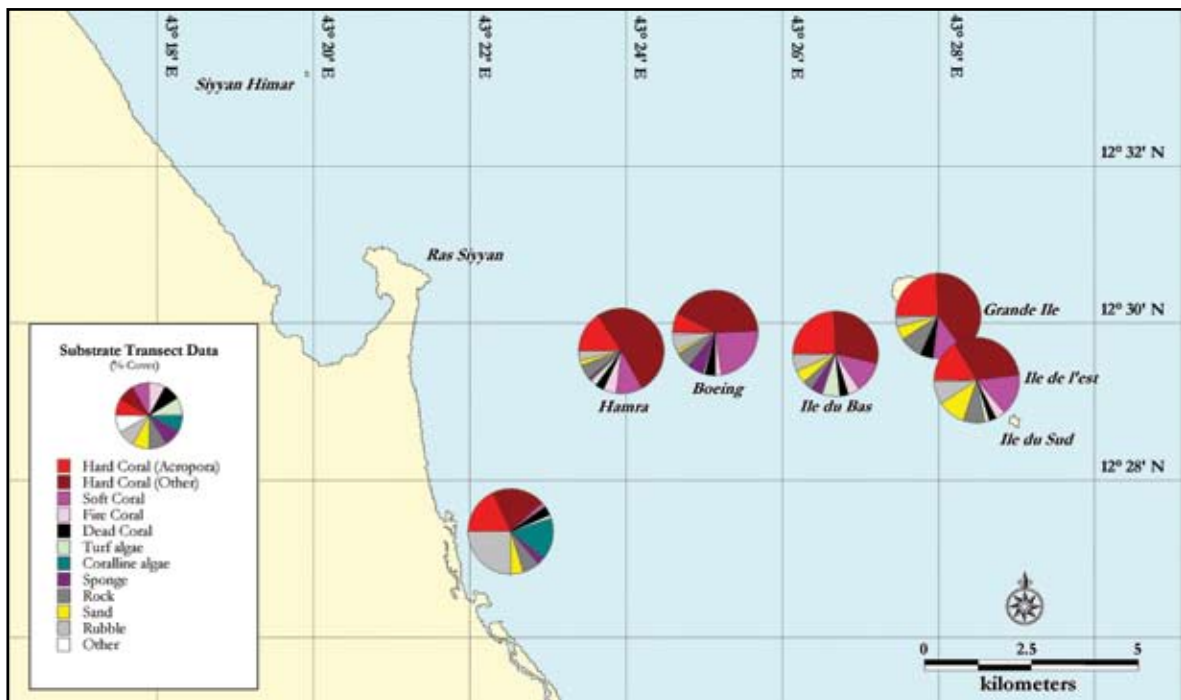 43° 18' E
43° 20' E
43° 22' E
43° 24' E
43° 26' E
43° 28' E
Siyyan Himar
12° 32' N
Ras Siyyan
Grande Ile
12° 30' N
Ile de l'est
Boeing
Hamra
Ile du Bas
Ile du Sud
12° 28' N
Substrate Transect Data
(% Cover)
Hard Coral (Acropora)
Hard Coral (Other)
Soft Coral
Fire Coral
Dead Coral
Turf algae
Coralline algae
Sponge
Rock
Sand
Rubble
Other
0 2.5 5
kilometers